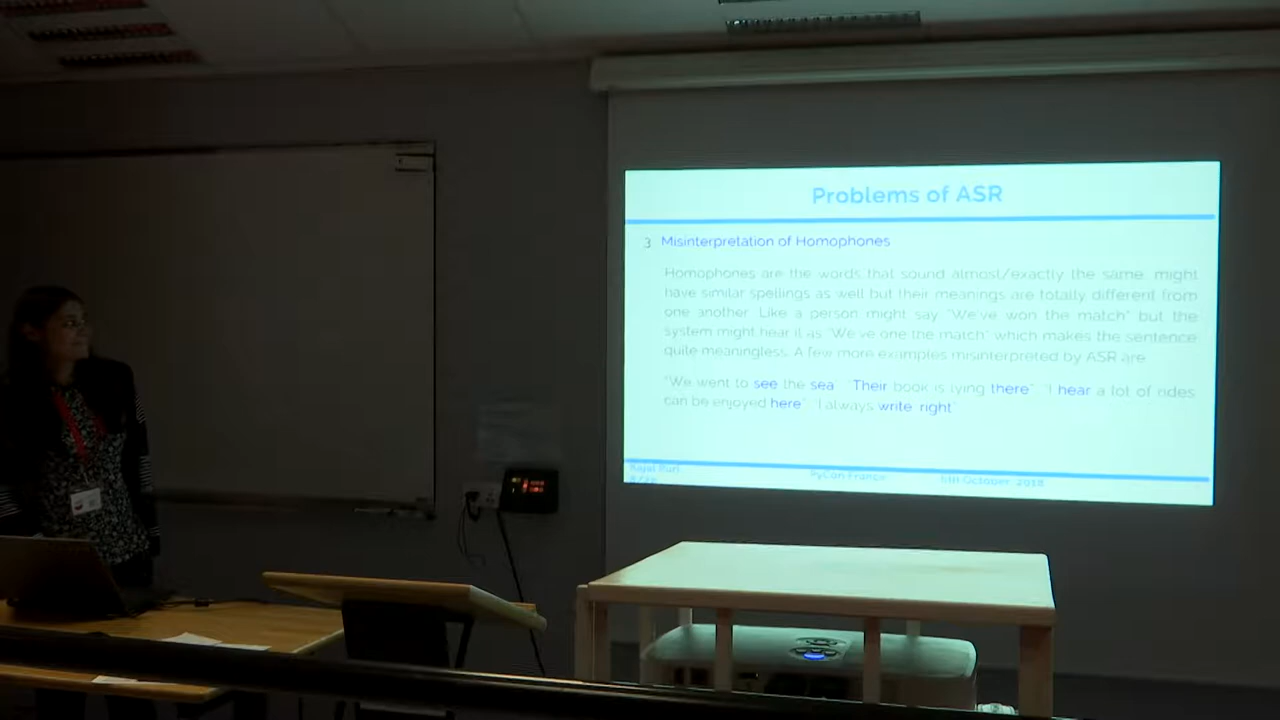 Problems of ASR
3 Misinterpretation of Homophones
Homophones are the words that sound almost/exactly the same, might
have similar spellings as well but their meanings are totally different from
one another. Like a person might say "We've won the match" but the
system might hear it as "We've one the match" which makes the sentence
quite meaningless. A few more examples misinterpreted by ASR are
"We went to see the sea" "Their book is lying there" "I hear a lot of rides
can be enjoyed here" "I always write right"
Kajal Puri
PyCon France 6th October, 2018